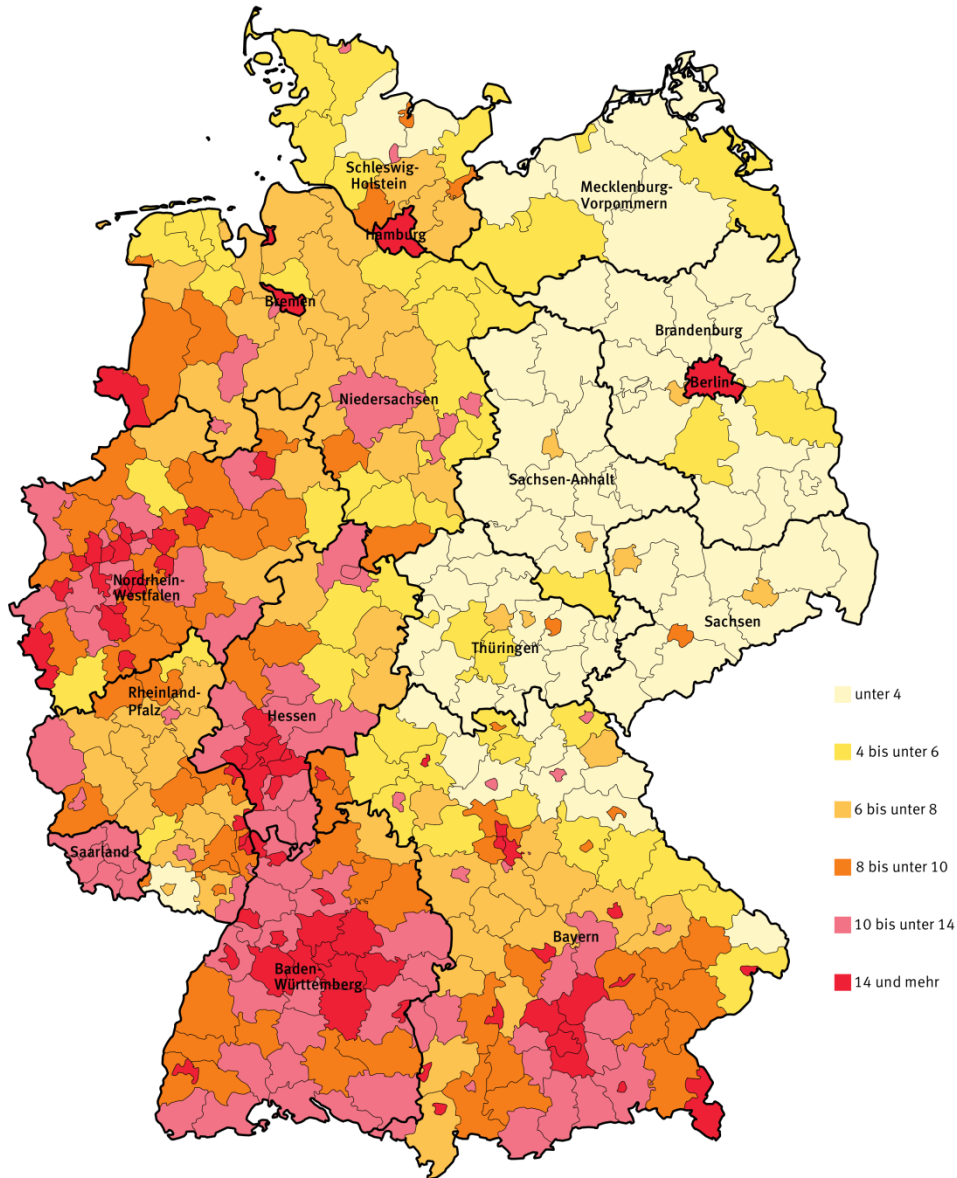 Schleswig-
Holstein
Mecklenburg-
Vorpommern
Hamburg
Bremen
Brandenburg
Berlin
Niedersachsen
Sachsen-Anhalt
Nordrhein-
Westfalen
Sachsen
Thüringen
Rheinland-
Pfalz
Hessen
Saarland
Bayern
Baden-
Württemberg
unter 4
4 bis unter 6
6 bis unter 8
8 bis unter 10
10 bis unter 14
14 und mehr